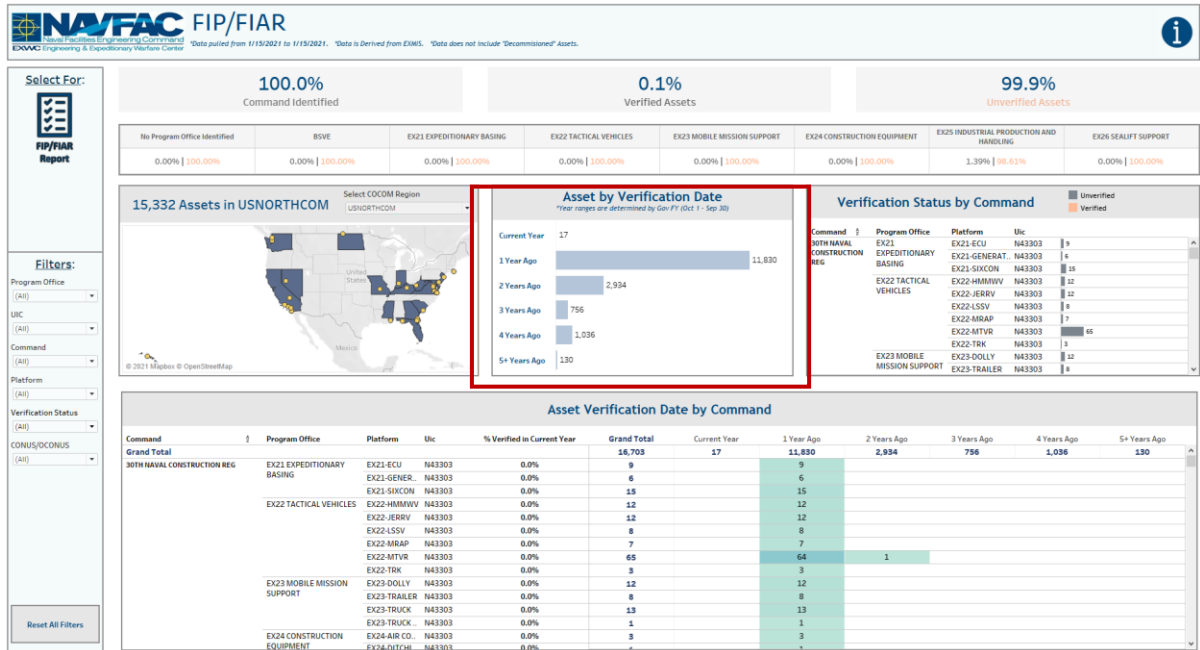 NAVFAC
Naval Facilities Engineering Command
EXWC Engineering & Expeditionary Warfare Center
FIP/FIAR
*Data pulled from 1/15/2021 to 1/15/2021. *Data is Derived from EXMIS. *Data does not include "Decommisioned" Assets.
i
Select For:
FIP/FIAR
Report
Filters:
Program Office
(All)
UIC
(All)
Command
(All)
Platform
(All)
Verification Status
(All)
CONUS/OCONUS
(All)
Reset All Filters
100.0%
Command Identified
0.1%
Verified Assets
99.9%
Unverified Assets
No Program Office Identified BSVE EX21 EXPEDITIONARY BASING EX22 TACTICAL VEHICLES EX23 MOBILE MISSION SUPPORT EX24 CONSTRUCTION EQUIPMENT EX25 INDUSTRIAL PRODUCTION AND HANDLING EX26 SEALIFT SUPPORT
0.00% | 100.00% 0.00% | 100.00% 0.00% | 100.00% 0.00% | 100.00% 0.00% | 100.00% 0.00% | 100.00% 1.39% | 98.61% 0.00% | 100.00%
15,332 Assets in USNORTHCOM
Select COCOM Region
USNORTHCOM
United
States
Mexico
© 2021 Mapbox © OpenStreetMap
Asset by Verification Date
*Year ranges are determined by Gov FY (Oct 1 - Sep 30)
Current Year 17
1 Year Ago 11,830
2 Years Ago 2,934
3 Years Ago 756
4 Years Ago 1,036
5+ Years Ago 130
Verification Status by Command
Unverified
Verified
Command Program Office Platform Uic
30TH NAVAL CONSTRUCTION REG EX21 EXPEDITIONARY BASING EX21-ECU N43303 9
EX21-GENERAT.. N43303 6
EX21-SIXCON N43303 15
EX22 TACTICAL VEHICLES EX22-HMMWV N43303 12
EX22-JERRV N43303 12
EX22-LSSV N43303 8
EX22-MRAP N43303 7
EX22-MTVR N43303 65
EX22-TRK N43303 3
EX23 MOBILE MISSION SUPPORT EX23-DOLLY N43303 12
EX23-TRAILER N43303 8
Asset Verification Date by Command
Command Program Office Platform Uic % Verified in Current Year Grand Total Current Year 1 Year Ago 2 Years Ago 3 Years Ago 4 Years Ago 5+ Years Ago
Grand Total 16,703 17 11,830 2,934 756 1,036 130
30TH NAVAL CONSTRUCTION REG EX21 EXPEDITIONARY BASING EX21-ECU N43303 0.0% 9 9
EX21-GENER.. N43303 0.0% 6 6
EX21-SIXCON N43303 0.0% 15 15
EX22 TACTICAL VEHICLES EX22-HMMWV N43303 0.0% 12 12
EX22-JERRV N43303 0.0% 12 12
EX22-LSSV N43303 0.0% 8 8
EX22-MRAP N43303 0.0% 7 7
EX22-MTVR N43303 0.0% 65 64 1
EX22-TRK N43303 0.0% 3 3
EX23 MOBILE MISSION SUPPORT EX23-DOLLY N43303 0.0% 12 12
EX23-TRAILER N43303 0.0% 8 8
EX23-TRUCK N43303 0.0% 13 13
EX23-TRUCK .. N43303 0.0% 1 1
EX24 CONSTRUCTION EQUIPMENT EX24-AIR CO.. N43303 0.0% 3 3
EX24-DITCHI.. N43303 0.0%